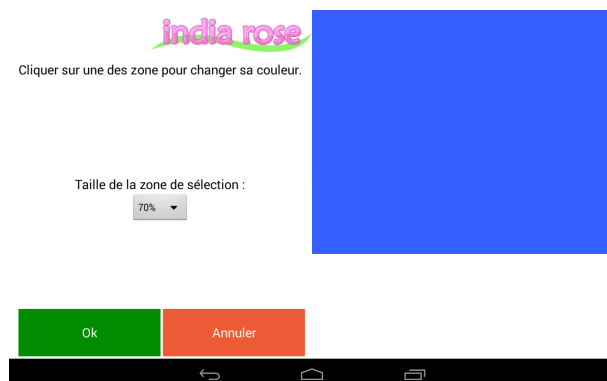 india rose
Cliquer sur une des zone pour changer sa couleur.
Taille de la zone de sélection :
70%
Ok
Annuler